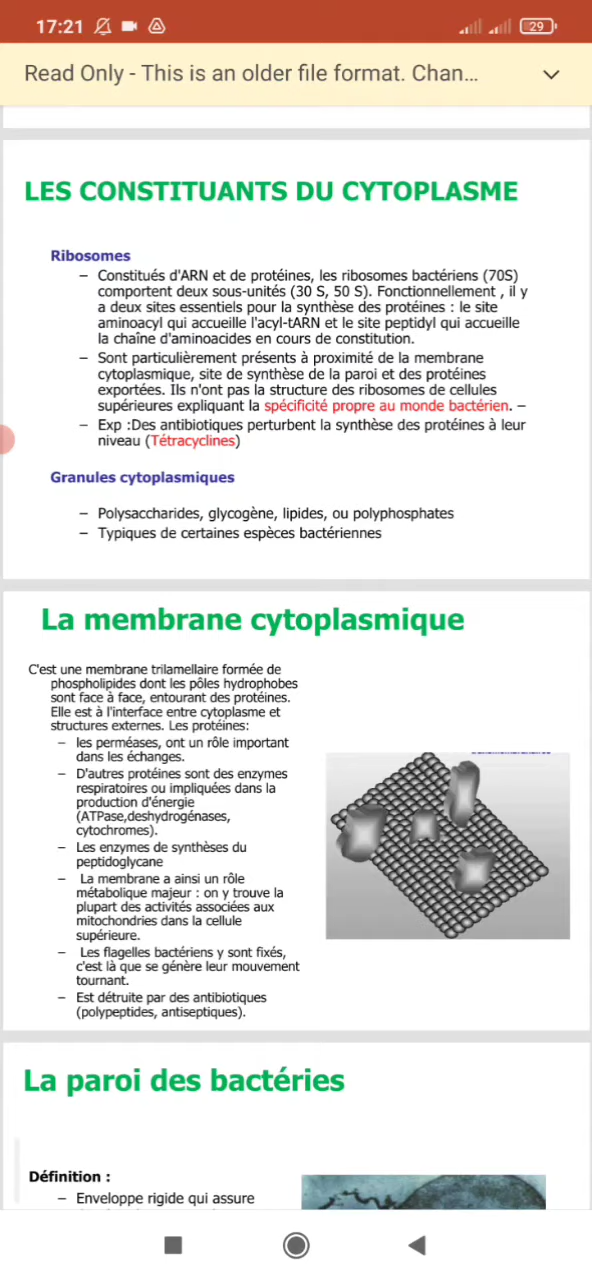 17:21
29
Read Only - This is an older file format. Chan...
LES CONSTITUANTS DU CYTOPLASME
Ribosomes
– Constitués d'ARN et de protéines, les ribosomes bactériens (70S)
comportent deux sous-unités (30 S, 50 S). Fonctionnellement , il y
a deux sites essentiels pour la synthèse des protéines : le site
aminoacyl qui accueille l'acyl-tARN et le site peptidyl qui accueille
la chaîne d'aminoacides en cours de constitution.
– Sont particulièrement présents à proximité de la membrane
cytoplasmique, site de synthèse de la paroi et des protéines
exportées. Ils n'ont pas la structure des ribosomes de cellules
supérieures expliquant la spécificité propre au monde bactérien. –
– Exp :Des antibiotiques perturbent la synthèse des protéines à leur
niveau (Tétracyclines)
Granules cytoplasmiques
– Polysaccharides, glycogène, lipides, ou polyphosphates
– Typiques de certaines espèces bactériennes
La membrane cytoplasmique
C'est une membrane trilamellaire formée de
phospholipides dont les pôles hydrophobes
sont face à face, entourant des protéines.
Elle est à l'interface entre cytoplasme et
structures externes. Les protéines:
– les perméases, ont un rôle important
dans les échanges.
– D'autres protéines sont des enzymes
respiratoires ou impliquées dans la
production d'énergie
(ATPase,deshydrogénases,
cytochromes).
– Les enzymes de synthèses du
peptidoglycane
– La membrane a ainsi un rôle
métabolique majeur : on y trouve la
plupart des activités associées aux
mitochondries dans la cellule
supérieure.
– Les flagelles bactériens y sont fixés,
c'est là que se génère leur mouvement
tournant.
– Est détruite par des antibiotiques
(polypeptides, antiseptiques).
La paroi des bactéries
Définition :
– Enveloppe rigide qui assure